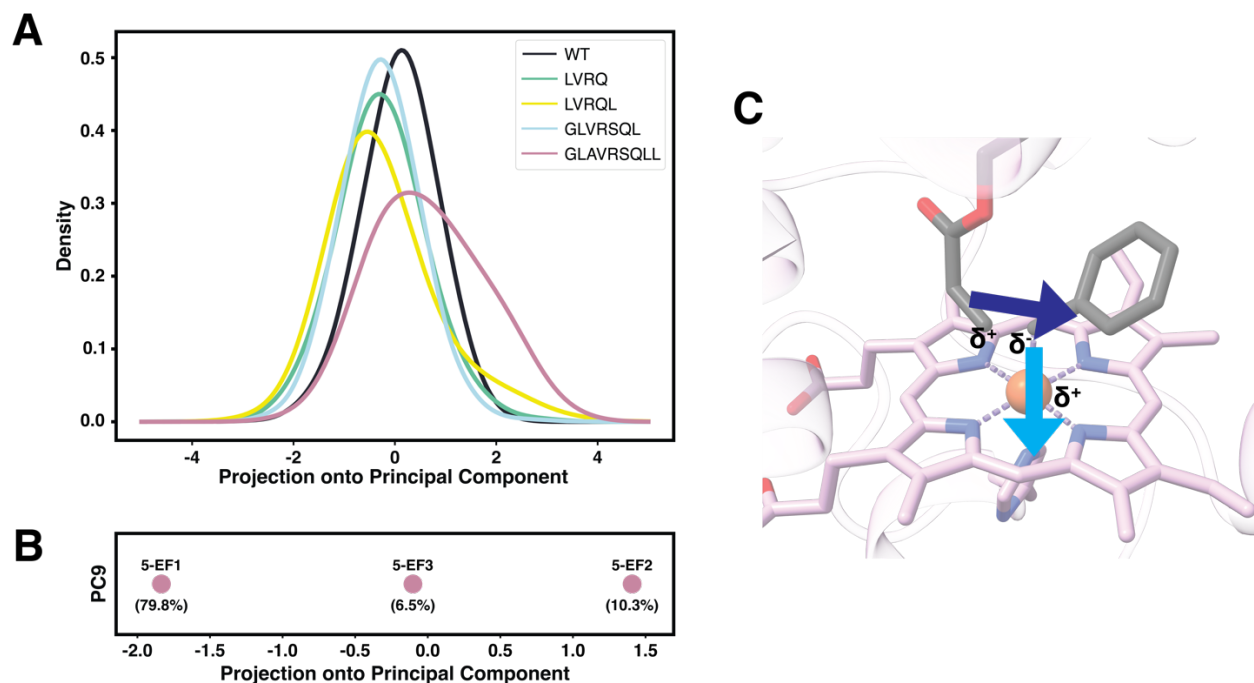 A
Density
0.5
0.4
0.3
0.2
0.1
0.0
WT
LVRQ
LVRQL
GLVRSQL
GLAVRSQLL
-4 -2 0 2 4
Projection onto Principal Component
B
PC9
5-EF1 5-EF3 5-EF2
(79.8%) (6.5%) (10.3%)
-2.0 -1.5 -1.0 -0.5 0.0 0.5 1.0 1.5
Projection onto Principal Component
C
δ+ δ-
δ+